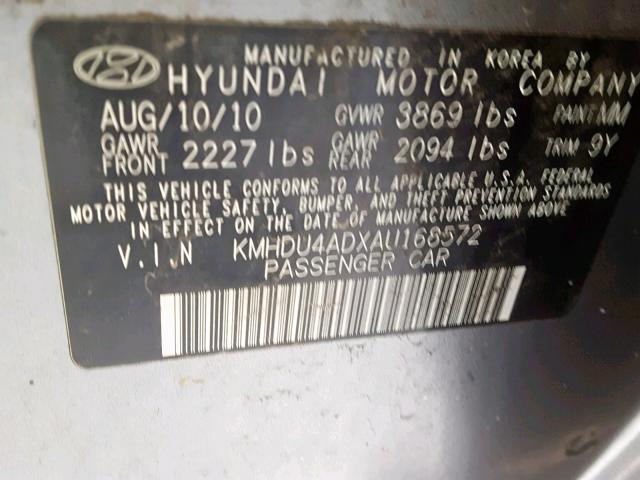 MANUFACTURED IN KOREA BY
HYUNDAI MOTOR COMPANY
AUG/10/10 GVWR 3869 lbs PAINT MM
GAWR FRONT 2227 lbs GAWR REAR 2094 lbs TRIM 9Y
THIS VEHICLE CONFORMS TO ALL APPLICABLE U.S.A. FEDERAL
MOTOR VEHICLE SAFETY, BUMPER, AND THEFT PREVENTION STANDARDS
IN EFFECT ON THE DATE OF MANUFACTURE SHOWN ABOVE
V.I.N KMHDU4ADXAU168572
PASSENGER CAR